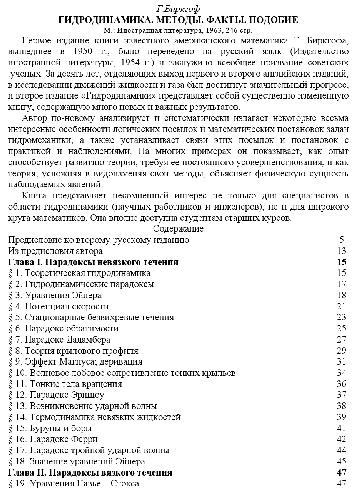 Г.Биркгоф
ГИДРОДИНАМИКА. МЕТОДЫ. ФАКТЫ. ПОДОБИЕ
М.: Иностранная литература, 1963, 246 стр.
Первое издание книги известного американского математика Г. Биркгофа,
вышедшее в 1950 г., было переведено на русский язык (Издательство
иностранной литературы, 1954 г.) и заслужило всеобщее признание советских
ученых. За десять лет, отделяющих выход первого и второго английских изданий,
в исследовании движений жидкости и газа был достигнут значительный прогресс,
и второе издание «Гидродинамики» представляет собой существенно измененную
книгу, содержащую много новых и важных результатов.
Автор по-новому анализирует и систематически излагает некоторые весьма
интересные особенности логических посылок и математических постановок задач
гидромеханики, а также устанавливает связи этих посылок и постановок с
практикой и наблюдениями. На многих примерах он показывает, как опыт
способствует развитию теории, требуя ее постоянного усовершенствования, и как
теория, усложняя и видоизменяя свои методы, объясняет физическую сущность
наблюдаемых явлений.
Книга представляет несомненный интерес не только для специалистов в
области гидродинамики (научных работников и инженеров), но и для широкого
круга математиков. Она вполне доступна студентам старших курсов.
Содержание
Предисловие ко второму русскому изданию 5
Из предисловия автора 13
Глава I. Парадоксы невязкого течения 15
§ 1. Теоретическая гидродинамика 15
§ 2. Гидродинамические парадоксы 17
§ 3. Уравнения Эйлера 18
§ 4. Потенциал скорости 21
§ 5. Стационарные безвихревые течения 23
§ 6. Парадокс обратимости 25
§ 7. Парадокс Даламбера 27
§ 8. Теория крылового профиля 29
§ 9. Эффект Магнуса; деривация 31
§ 10. Волновое лобовое сопротивление тонких крыльев 34
§ 11. Тонкие тела вращения 36
§ 12. Парадокс Эрншоу 37
§ 13. Возникновение ударной волны 38
§ 14. Термодинамика невязких жидкостей 39
§ 15. Буруны и боры 41
§ 16. Парадокс Ферри 42
§ 17. Парадокс тройной ударной волны 44
§ 18. Значение уравнений Эйлера 45
Глава II. Парадоксы вязкого течения 47
§ 19. Уравнения Навье – Стокса 47